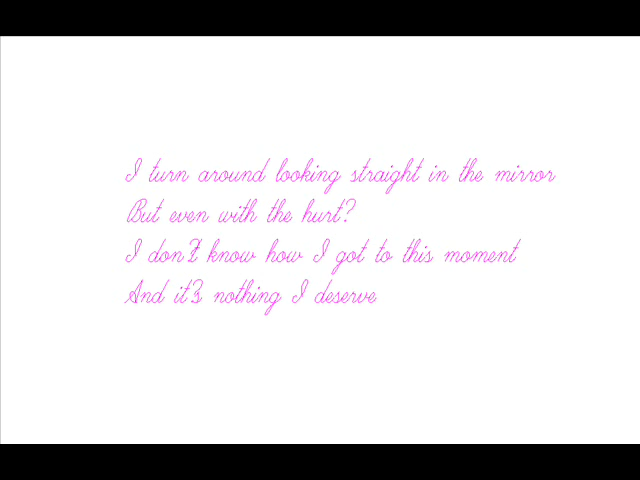 I turn around looking straight in the mirror
But even with the hurt?
I don?t know how I got to this moment
And it?s nothing I deserve